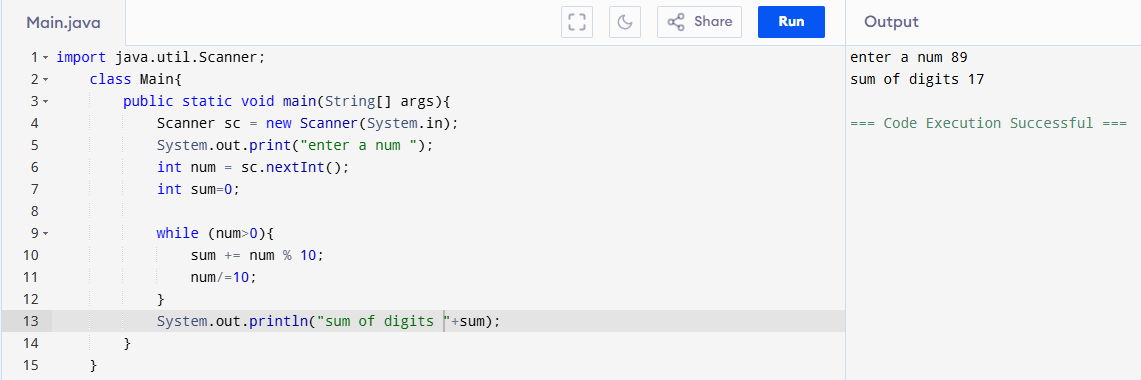 Main.java
Share
Run
Output
1 import java.util.Scanner;
2     class Main{
3         public static void main(String[] args){
4             Scanner sc = new Scanner(System.in);
5             System.out.print("enter a num ");
6             int num = sc.nextInt();
7             int sum=0;
8
9             while (num>0){
10                sum += num % 10;
11                num/=10;
12            }
13            System.out.println("sum of digits "+sum);
14        }
15    }
enter a num 89
sum of digits 17
=== Code Execution Successful ===